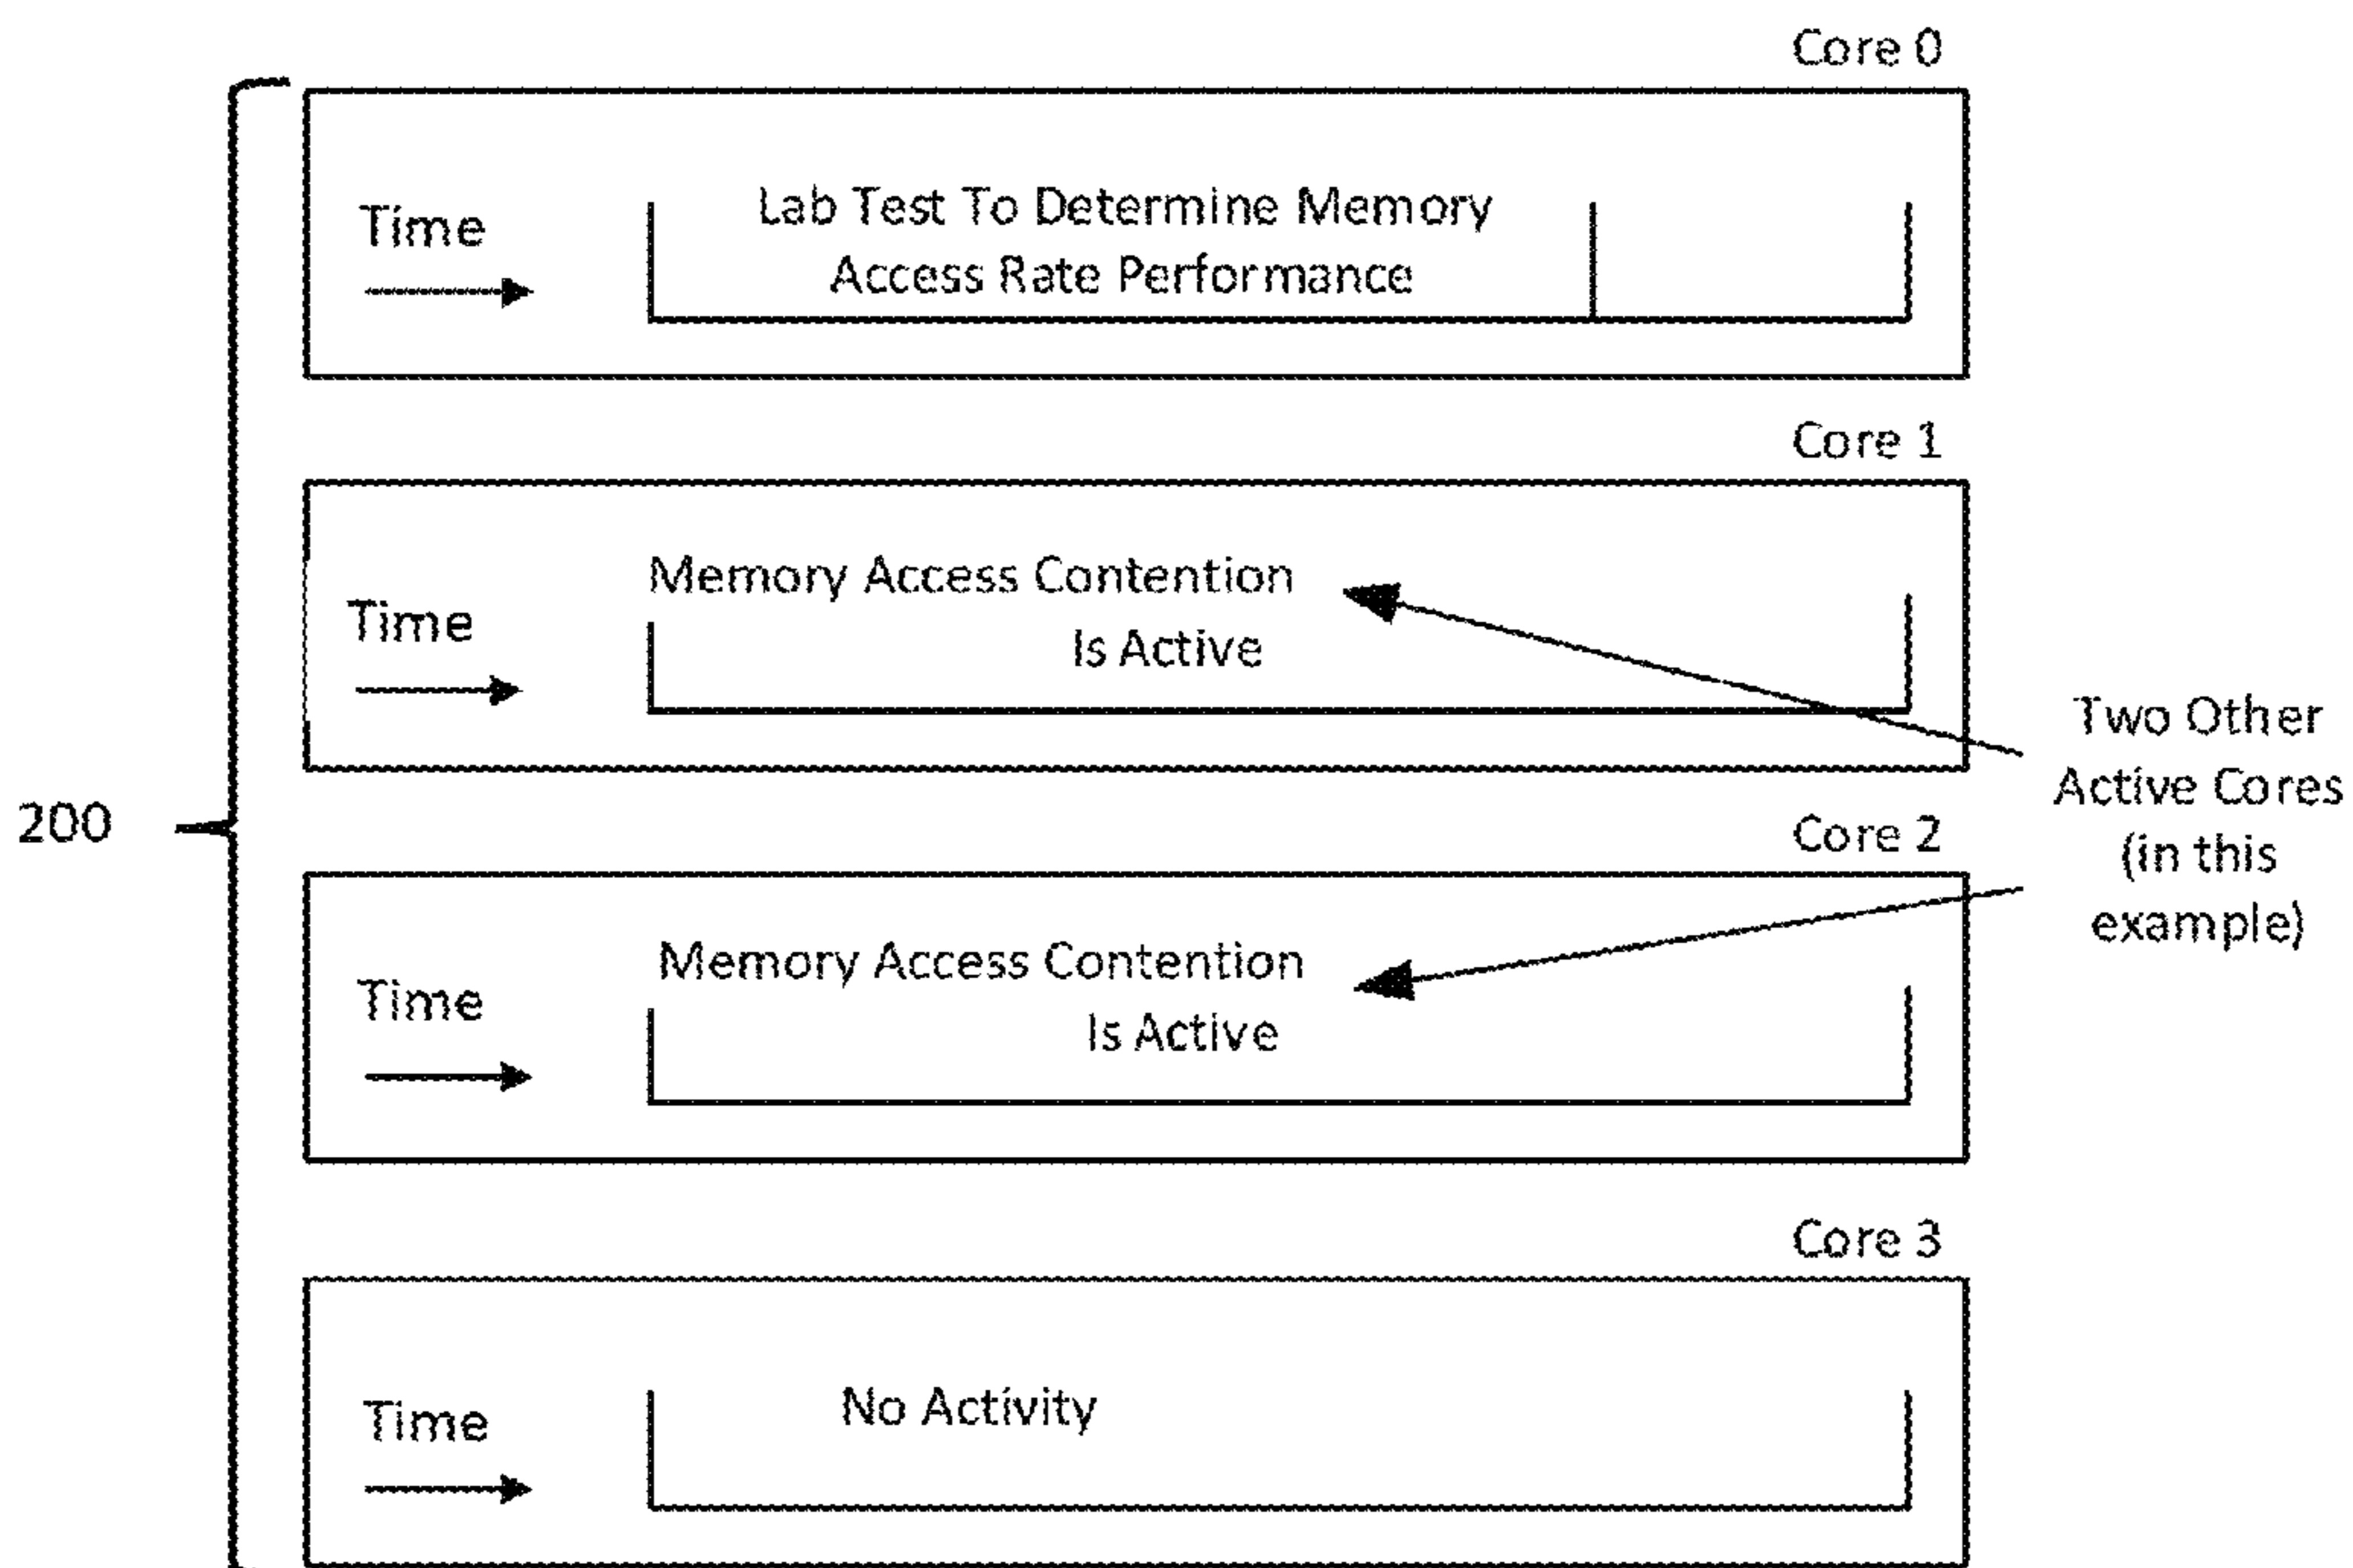 Core 0
Time
Lab Test To Determine Memory
Access Rate Performance
Core 1
Time
Memory Access Contention
Is Active
200
Two Other
Active Cores
(in this
example)
Core 2
Time
Memory Access Contention
Is Active
Core 3
Time
No Activity